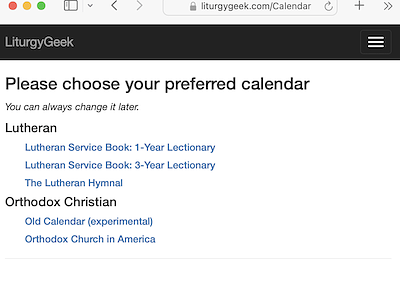 liturgygeek.com/Calendar
LiturgyGeek
Please choose your preferred calendar
You can always change it later.
Lutheran
Lutheran Service Book: 1-Year Lectionary
Lutheran Service Book: 3-Year Lectionary
The Lutheran Hymnal
Orthodox Christian
Old Calendar (experimental)
Orthodox Church in America